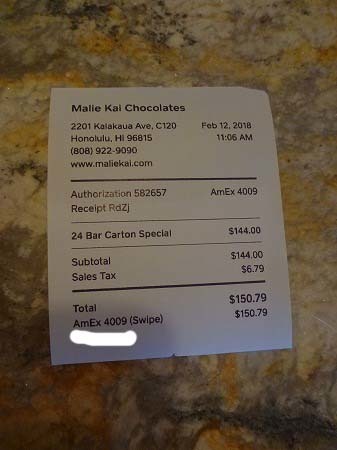 Malie Kai Chocolates
2201 Kalakaua Ave, C120 Feb 12, 2018
Honolulu, HI 96815 11:06 AM
(808) 922-9090
www.maliekai.com
Authorization 582657 AmEx 4009
Receipt RdZj
24 Bar Carton Special $144.00
Subtotal $144.00
Sales Tax $6.79
Total $150.79
AmEx 4009 (Swipe) $150.79